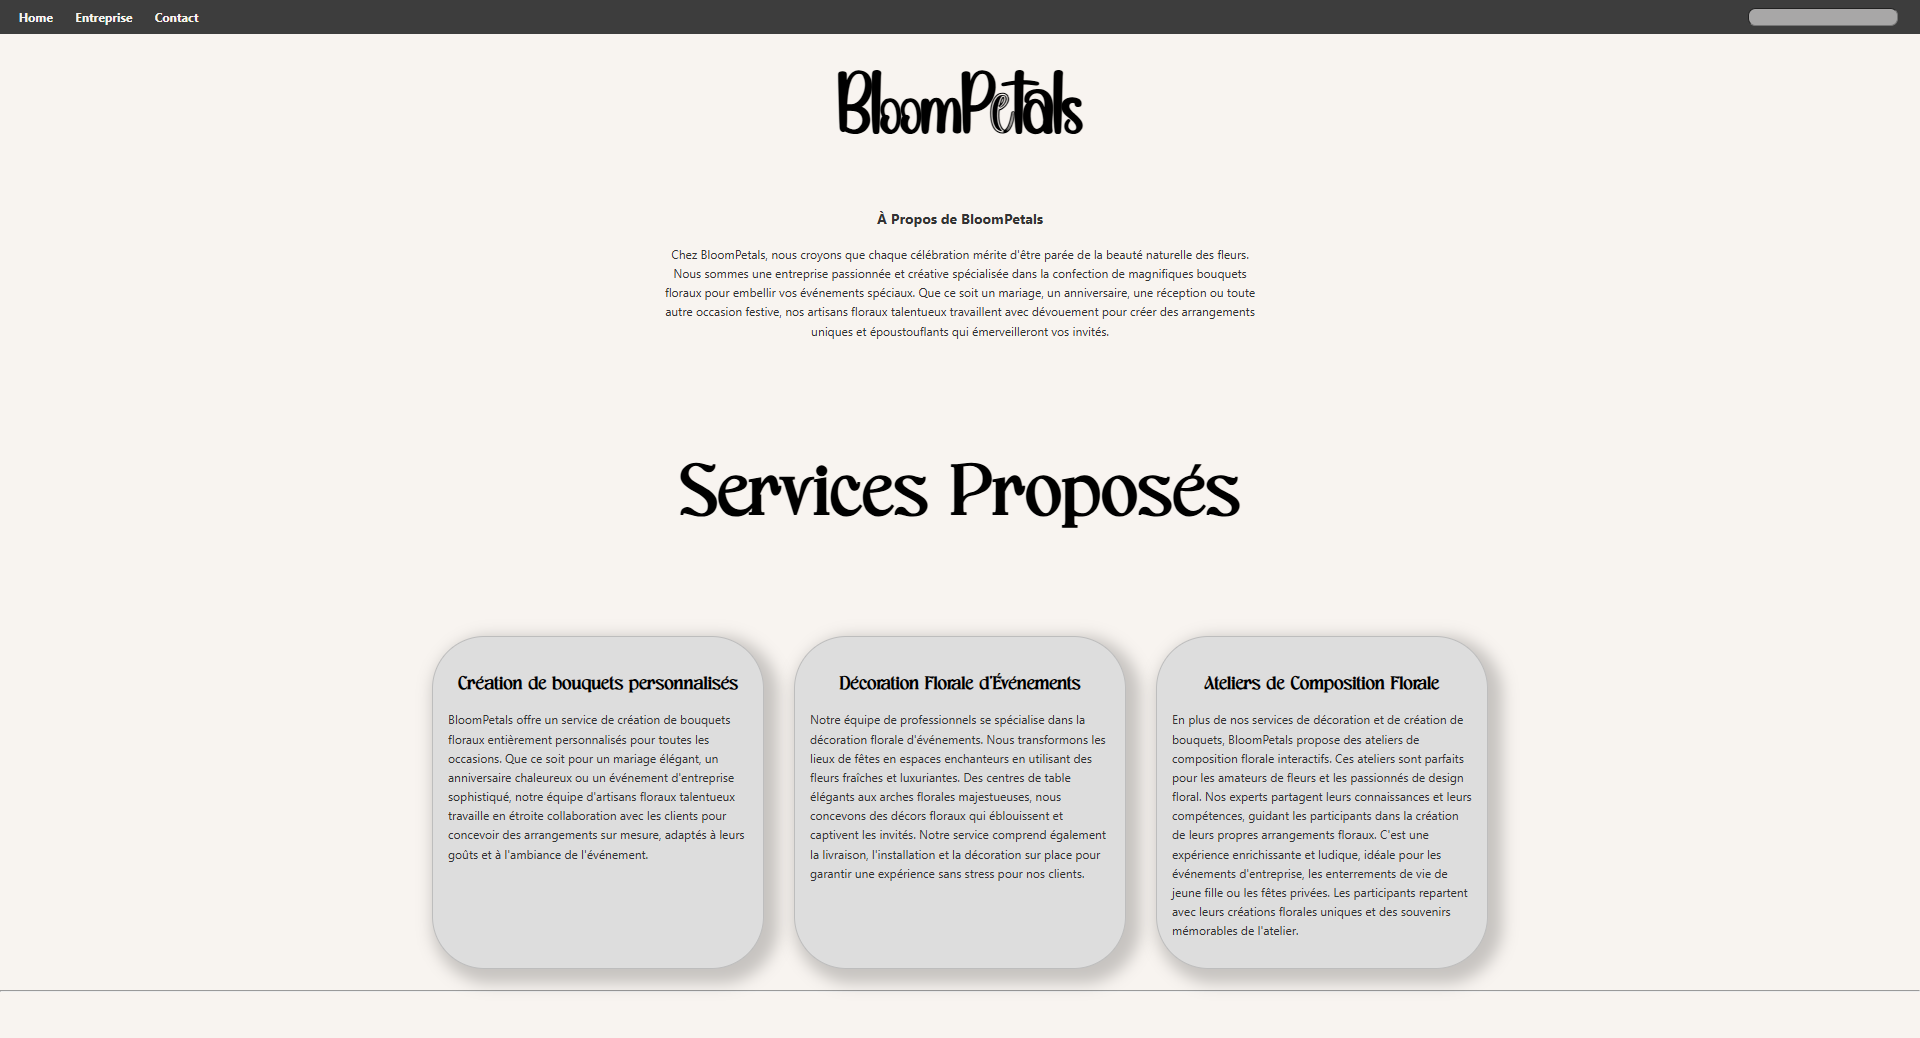 Home Entreprise Contact
BloomPetals
À Propos de BloomPetals
Chez BloomPetals, nous croyons que chaque célébration mérite d'être parée de la beauté naturelle des fleurs.
Nous sommes une entreprise passionnée et créative spécialisée dans la confection de magnifiques bouquets
floraux pour embellir vos événements spéciaux. Que ce soit un mariage, un anniversaire, une réception ou toute
autre occasion festive, nos artisans floraux talentueux travaillent avec dévouement pour créer des arrangements
uniques et époustouflants qui émerveilleront vos invités.
Services Proposés
Création de bouquets personnalisés
BloomPetals offre un service de création de bouquets
floraux entièrement personnalisés pour toutes les
occasions. Que ce soit pour un mariage élégant, un
anniversaire chaleureux ou un événement d'entreprise
sophistiqué, notre équipe d'artisans floraux talentueux
travaille en étroite collaboration avec les clients pour
concevoir des arrangements sur mesure, adaptés à leurs
goûts et à l'ambiance de l'événement.
Décoration Florale d'Événements
Notre équipe de professionnels se spécialise dans la
décoration florale d'événements. Nous transformons les
lieux de fêtes en espaces enchanteurs en utilisant des
fleurs fraîches et luxuriantes. Des centres de table
élégants aux arches florales majestueuses, nous
concevons des décors floraux qui éblouissent et
captivent les invités. Notre service comprend également
la livraison, l'installation et la décoration sur place pour
garantir une expérience sans stress pour nos clients.
Ateliers de Composition Florale
En plus de nos services de décoration et de création de
bouquets, BloomPetals propose des ateliers de
composition florale interactifs. Ces ateliers sont parfaits
pour les amateurs de fleurs et les passionnés de design
floral. Nos experts partagent leurs connaissances et leurs
compétences, guidant les participants dans la création
de leurs propres arrangements floraux. C'est une
expérience enrichissante et ludique, idéale pour les
événements d'entreprise, les enterrements de vie de
jeune fille ou les fêtes privées. Les participants repartent
avec leurs créations florales uniques et des souvenirs
mémorables de l'atelier.